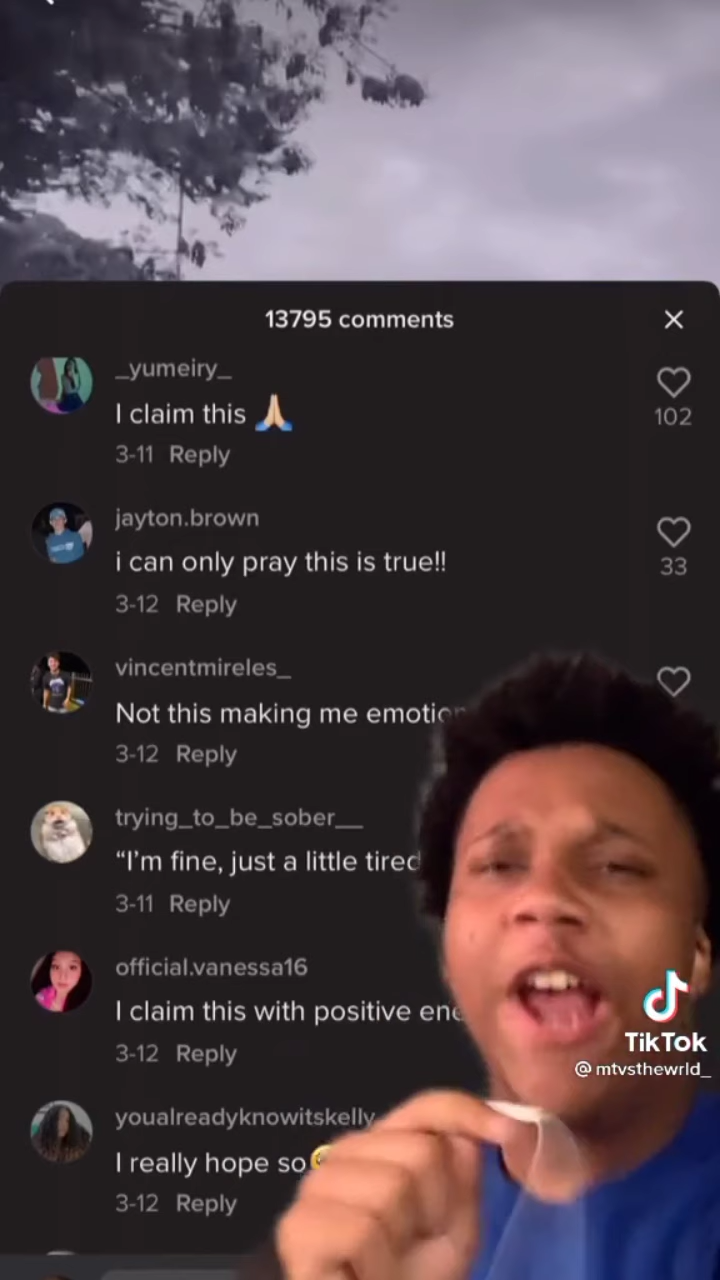 13795 comments
_yumeiry_
I claim this 🙏🏼
102
3-11 Reply
jayton.brown
i can only pray this is true!!
33
3-12 Reply
vincentmireles_
Not this making me
3-12 Reply
trying_to_be_sober__
“I'm fine, just a little tired
3-11 Reply
official.vanessa16
I claim this with positive
3-12 Reply
TikTok
@mtvsthewrld_
youalreadyknowitskelly
I really hope so
3-12 Reply